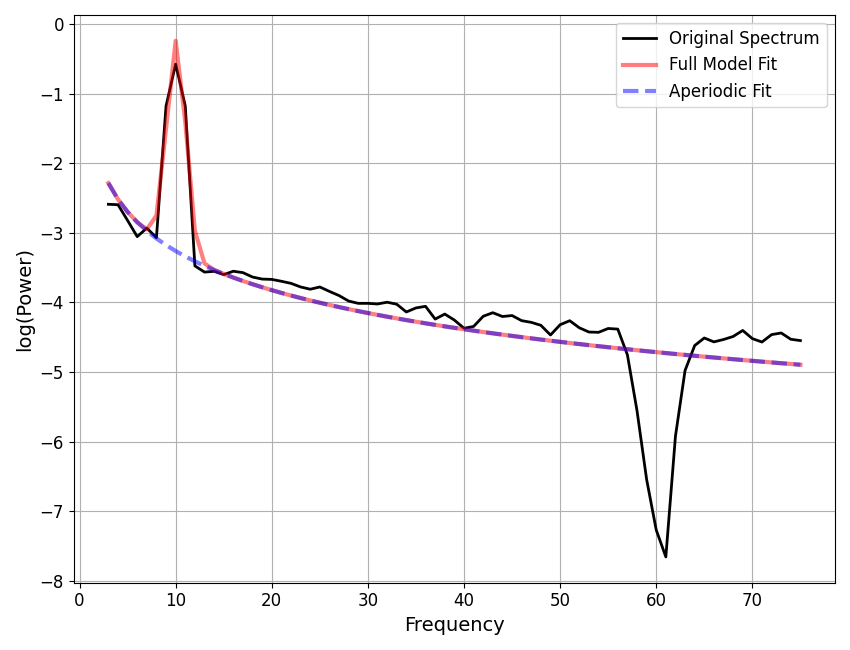 Original Spectrum
Full Model Fit
Aperiodic Fit
log(Power)
0
−1
−2
−3
−4
−5
−6
−7
−8
0 10 20 30 40 50 60 70
Frequency